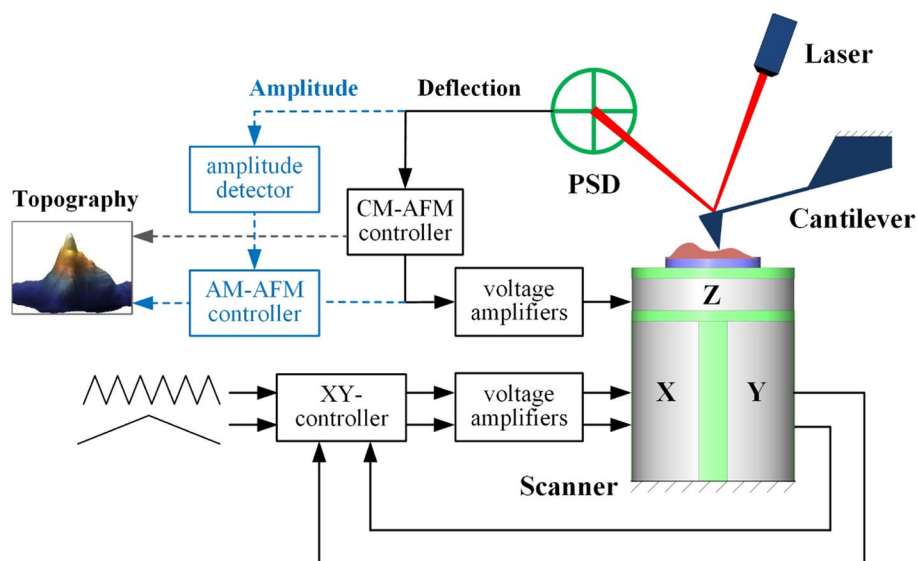 Laser
Amplitude
Deflection
amplitude
detector
PSD
Topography
CM-AFM
controller
Cantilever
AM-AFM
controller
voltage
amplifiers
Z
XY-
controller
voltage
amplifiers
X
Y
Scanner